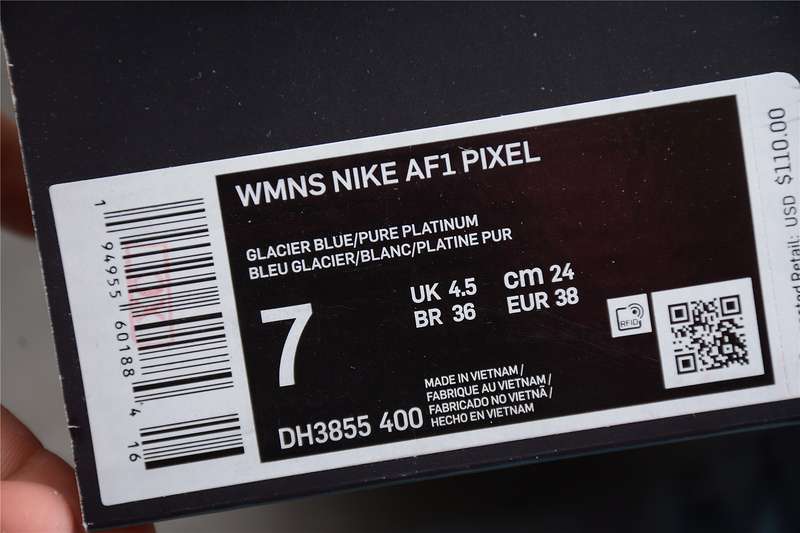 WMNS NIKE AF1 PIXEL
GLACIER BLUE/PURE PLATINUM
BLEU GLACIER/BLANC/PLATINE PUR
7
UK 4.5
cm 24
BR 36
EUR 38
RFID
DH3855 400
MADE IN VIETNAM /
FABRIQUE AU VIETNAM /
FABRICADO NO VIETNÃ /
HECHO EN VIETNAM
1 94955 60188 4 16
Retail: USD $110.00